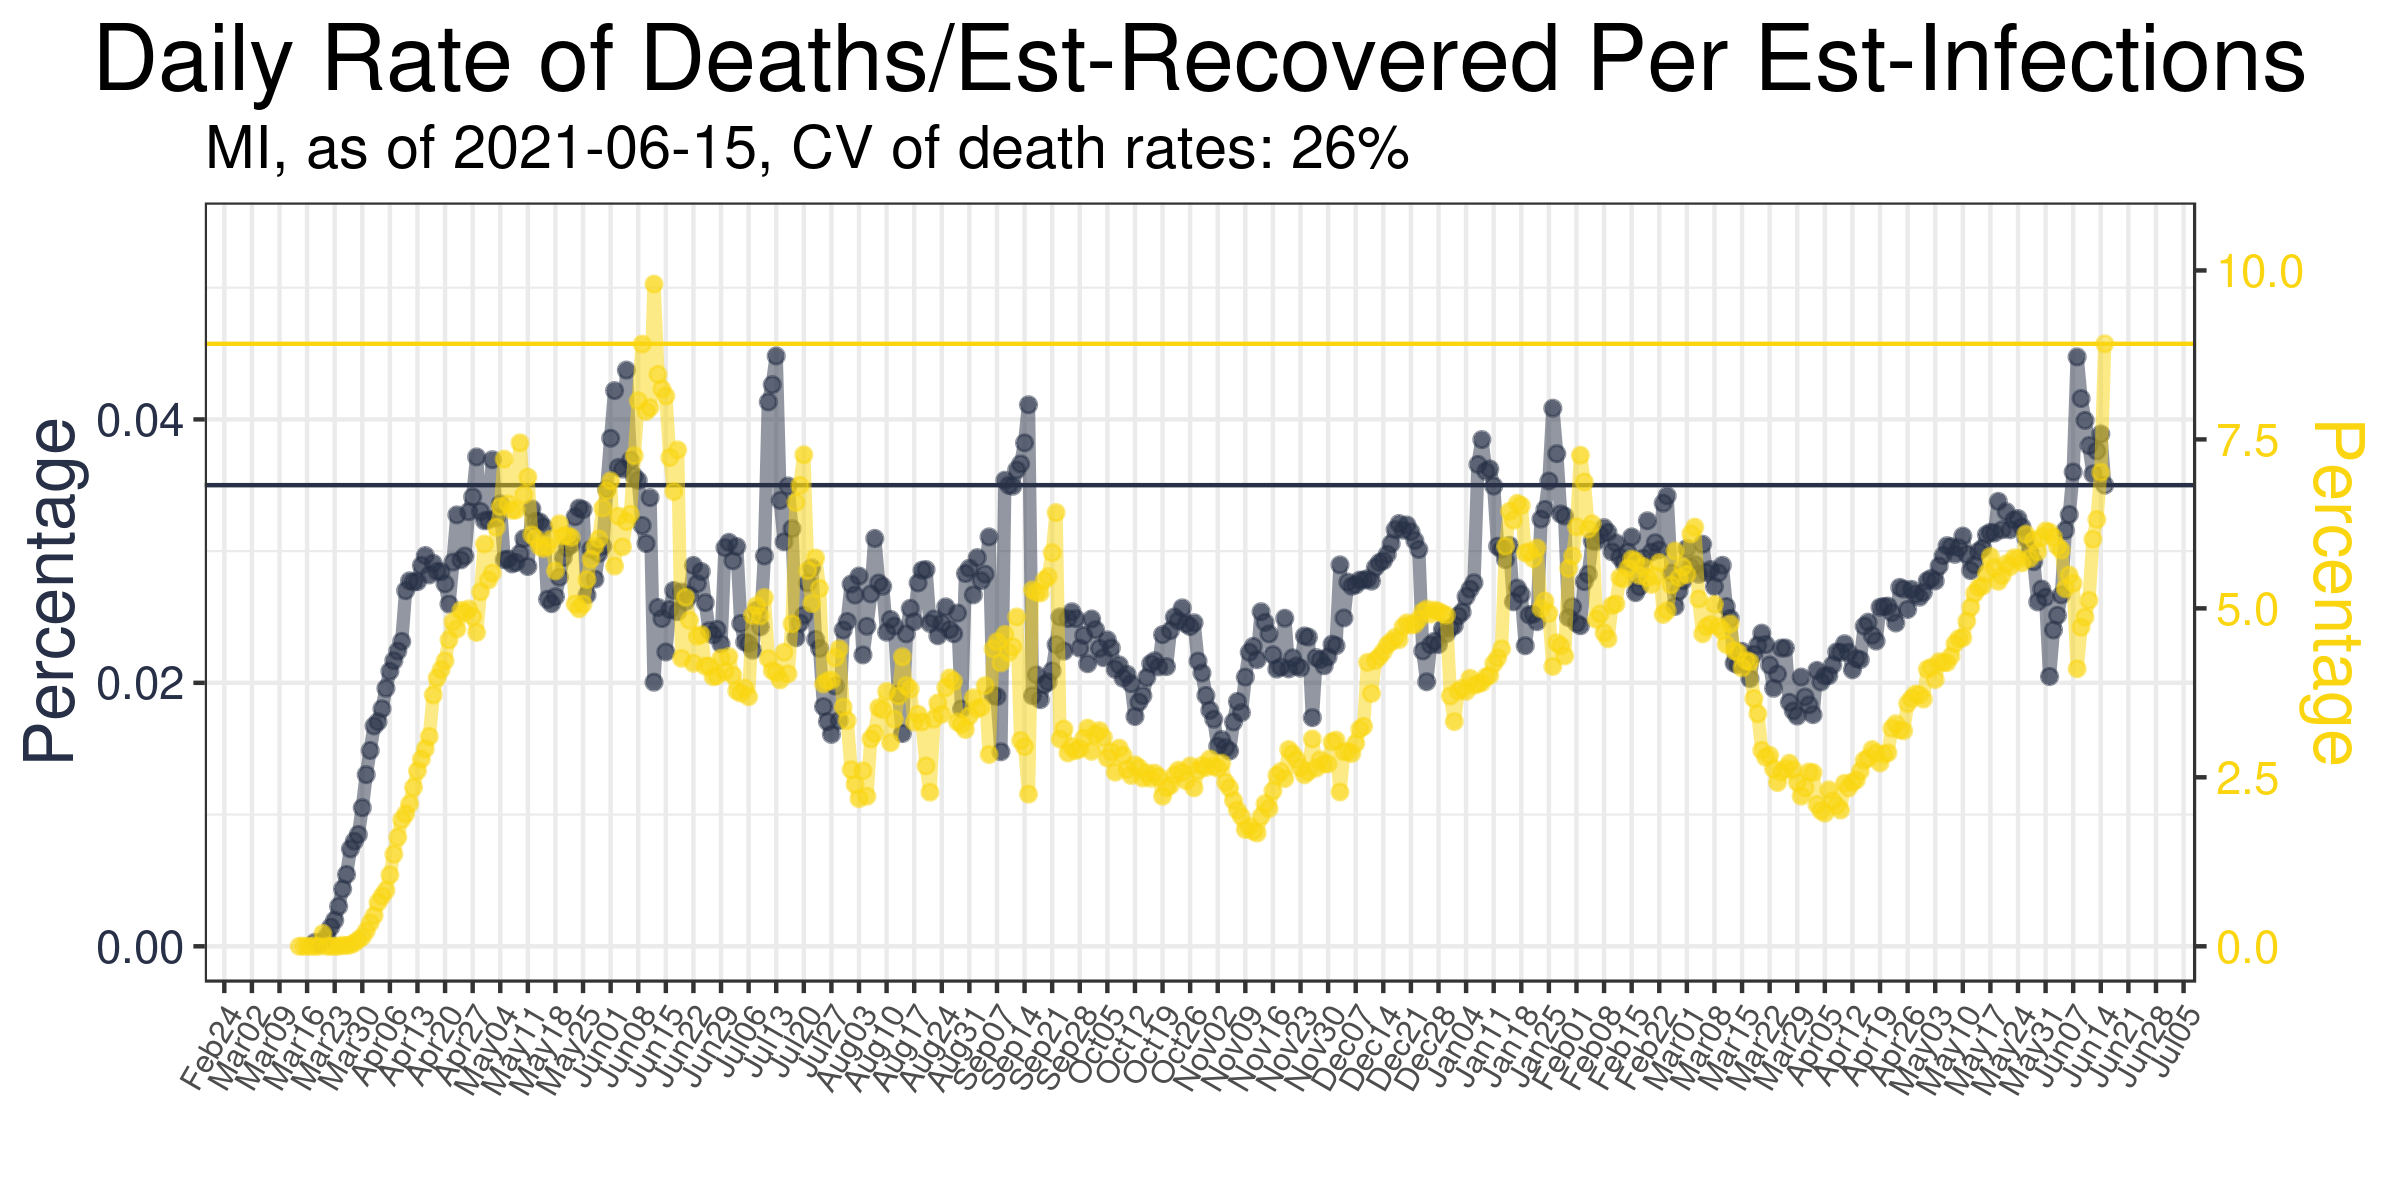 Daily Rate of Deaths/Est-Recovered Per Est-Infections
MI, as of 2021-06-15, CV of death rates: 26%
Percentage
0.04
0.02
0.00
10.0
7.5
5.0
2.5
0.0
Percentage
Feb24
Mar02
Mar09
Mar16
Mar23
Mar30
Apr06
Apr13
Apr20
Apr27
May04
May11
May18
May25
Jun01
Jun08
Jun15
Jun22
Jun29
Jul06
Jul13
Jul20
Jul27
Aug03
Aug10
Aug17
Aug24
Aug31
Sep07
Sep14
Sep21
Sep28
Oct05
Oct12
Oct19
Oct26
Nov02
Nov09
Nov16
Nov23
Nov30
Dec07
Dec14
Dec21
Dec28
Jan04
Jan11
Jan18
Jan25
Feb01
Feb08
Feb15
Feb22
Mar01
Mar08
Mar15
Mar22
Mar29
Apr05
Apr12
Apr19
Apr26
May03
May10
May17
May24
May31
Jun07
Jun14
Jun21
Jun28
Jul05